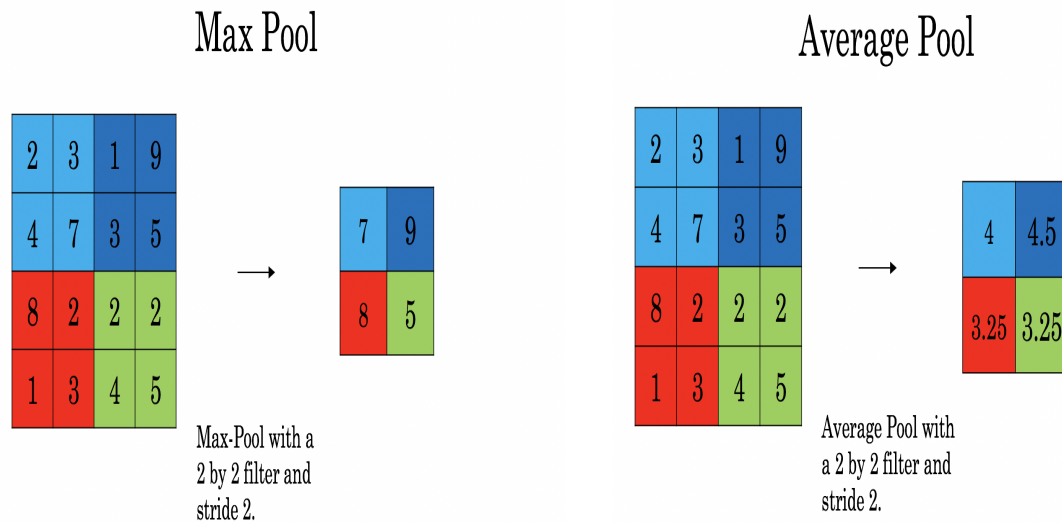 Max Pool
2 3 1 9
4 7 3 5
8 2 2 2
1 3 4 5
7 9
8 5
Max-Pool with a
2 by 2 filter and
stride 2.
Average Pool
2 3 1 9
4 7 3 5
8 2 2 2
1 3 4 5
4 4.5
3.25 3.25
Average Pool with
a 2 by 2 filter and
stride 2.